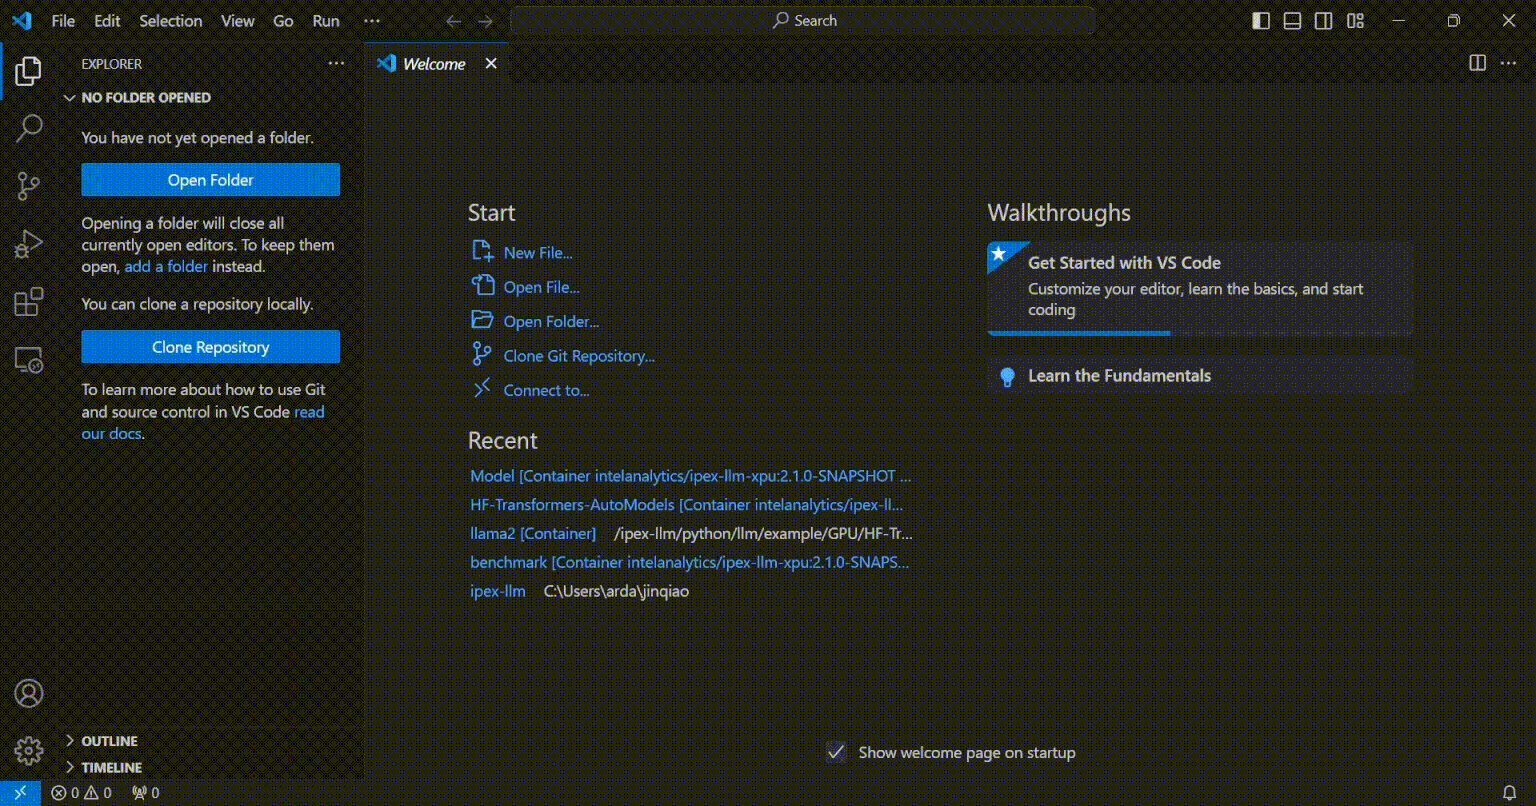 File Edit Selection View Go Run ···
Search
EXPLORER ···
Welcome
NO FOLDER OPENED
You have not yet opened a folder.
Open Folder
Opening a folder will close all
currently open editors. To keep them
open, add a folder instead.
You can clone a repository locally.
Clone Repository
To learn more about how to use Git
and source control in VS Code read
our docs.
OUTLINE
TIMELINE
Start
New File...
Open File...
Open Folder...
Clone Git Repository...
Connect to...
Recent
Model [Container intelanalytics/ipex-llm-xpu:2.1.0-SNAPSHOT ...
HF-Transformers-AutoModels [Container intelanalytics/ipex-ll...
llama2 [Container] /ipex-llm/python/llm/example/GPU/HF-Tr...
benchmark [Container intelanalytics/ipex-llm-xpu:2.1.0-SNAPS...
ipex-llm C:\Users\arda\jinqiao
Walkthroughs
Get Started with VS Code
Customize your editor, learn the basics, and start
coding
Learn the Fundamentals
Show welcome page on startup
0 0 0